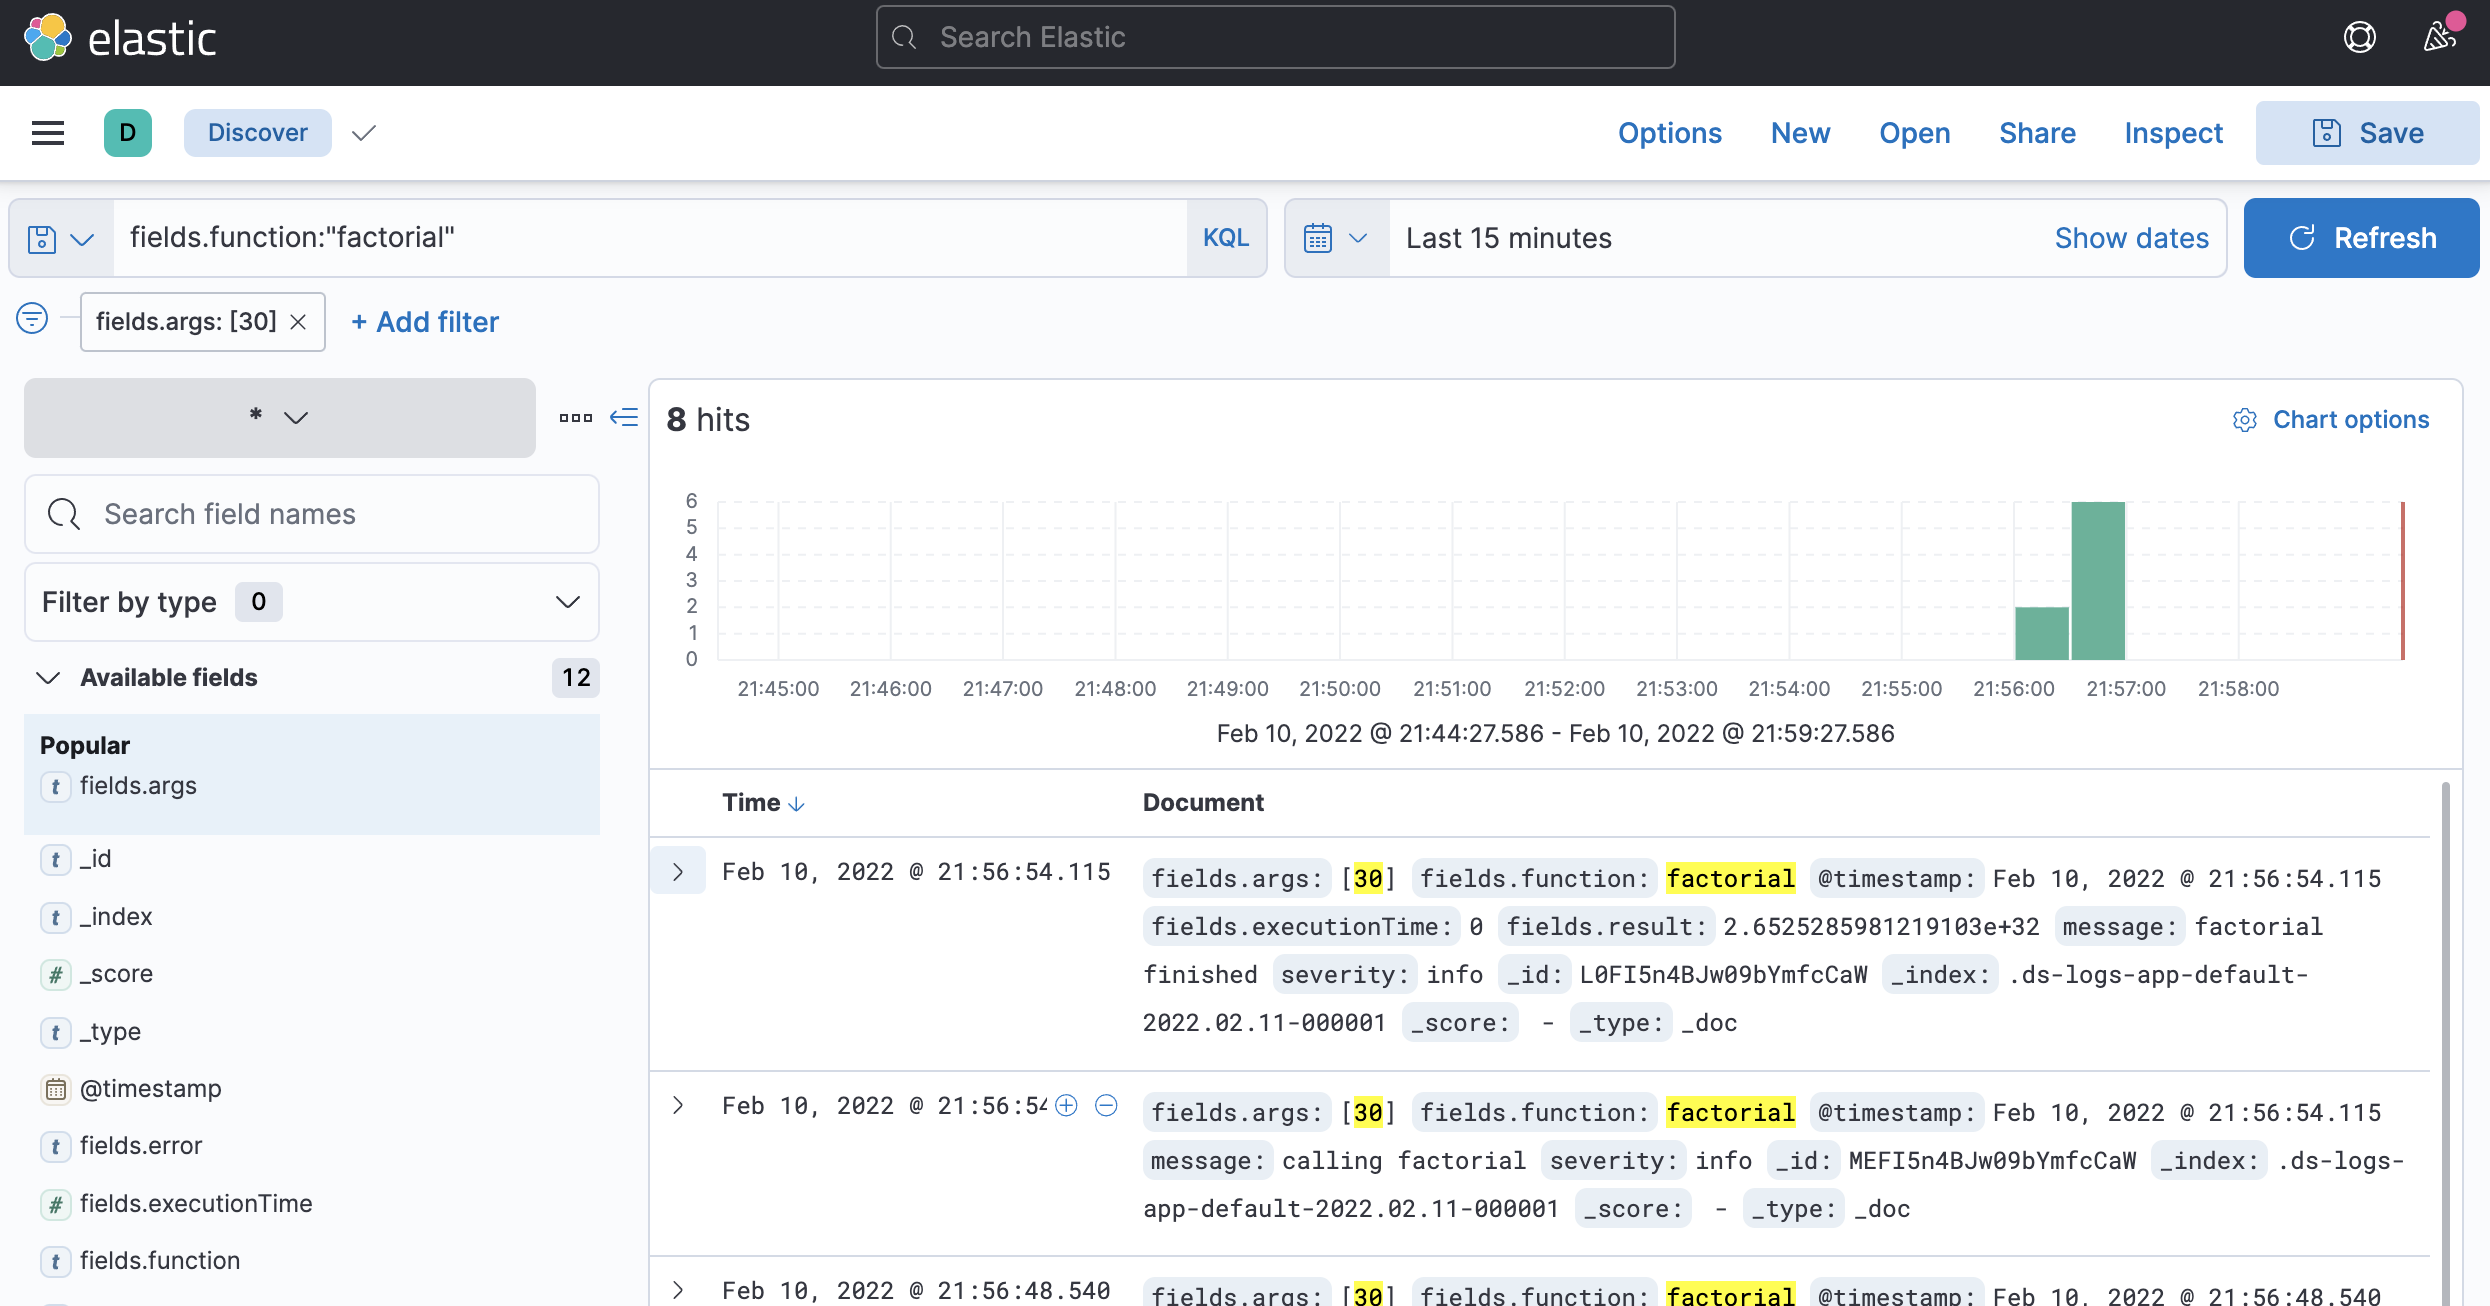 elastic
Search Elastic
D
Discover
Options
New
Open
Share
Inspect
Save
fields.function:"factorial"
KQL
Last 15 minutes
Show dates
Refresh
fields.args: [30]
+ Add filter
*
Search field names
Filter by type 0
Available fields 12
Popular
t fields.args
t _id
t _index
# _score
t _type
@timestamp
t fields.error
# fields.executionTime
t fields.function
8 hits
Chart options
6
5
4
3
2
1
0
21:45:00 21:46:00 21:47:00 21:48:00 21:49:00 21:50:00 21:51:00 21:52:00 21:53:00 21:54:00 21:55:00 21:56:00 21:57:00 21:58:00
Feb 10, 2022 @ 21:44:27.586 - Feb 10, 2022 @ 21:59:27.586
Time Document
Feb 10, 2022 @ 21:56:54.115
fields.args: [30] fields.function: factorial @timestamp: Feb 10, 2022 @ 21:56:54.115
fields.executionTime: 0 fields.result: 2.6525285981219103e+32 message: factorial
finished severity: info _id: L0FI5n4BJw09bYmfcCaW _index: .ds-logs-app-default-
2022.02.11-000001 _score: - _type: _doc
Feb 10, 2022 @ 21:56:54
fields.args: [30] fields.function: factorial @timestamp: Feb 10, 2022 @ 21:56:54.115
message: calling factorial severity: info _id: MEFI5n4BJw09bYmfcCaW _index: .ds-logs-
app-default-2022.02.11-000001 _score: - _type: _doc
Feb 10, 2022 @ 21:56:48.540
fields.args: [30] fields.function: factorial @timestamp: Feb 10, 2022 @ 21:56:48.540